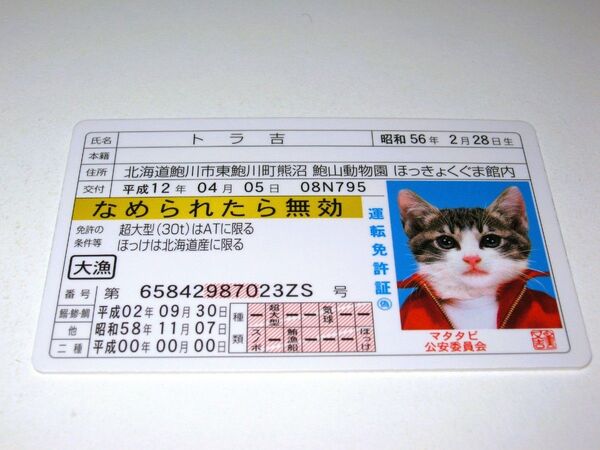 氏名 トラ吉 昭和56年 2月28日生
本籍
住所 北海道鮑川市東鮑川町熊沼 鮑山動物園 ほっきょくぐま館内
交付 平成12年 04月 05日 08N795
なめられたら無効
免許の条件等 超大型(30t)はATに限る
ほっけは北海道産に限る
大漁
番号 第 65842987023ZS 号
平成02年09月30日
他 昭和58年11月07日
二種 平成00年00月00日
種類 超大型 気球
スノボ 鮪漁船 ほっけ
運転免許証
マタタビ
公安委員会